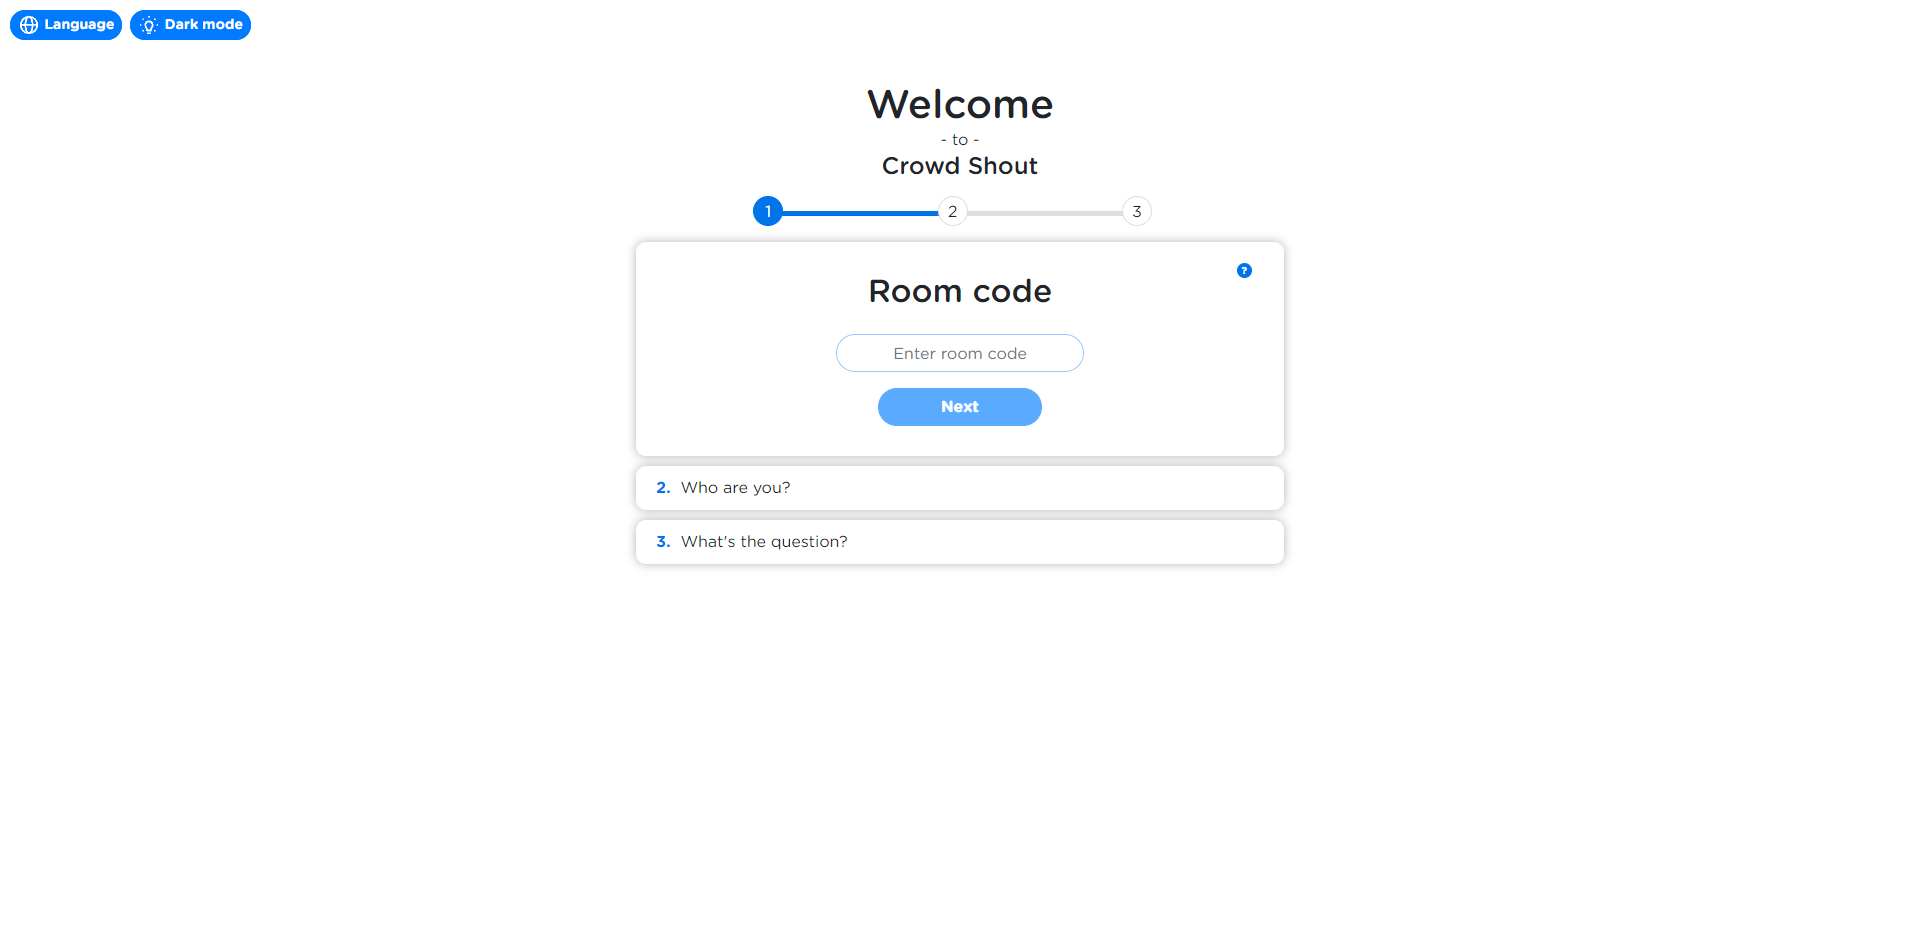 Language
Dark mode
Welcome
- to -
Crowd Shout
1
2
3
?
Room code
Enter room code
Next
2. Who are you?
3. What's the question?